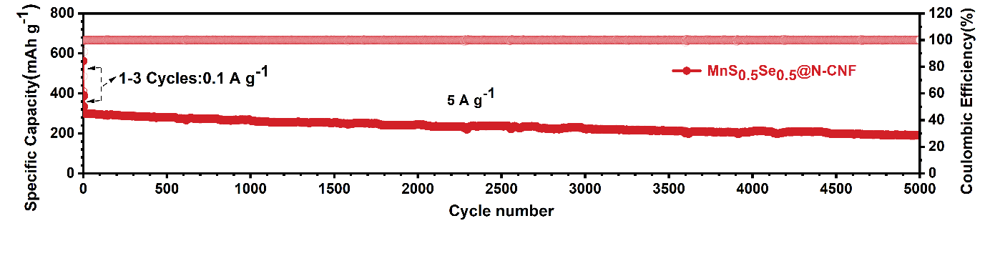 800
600
400
200
0
Specific Capacity(mAh g-1)
1-3 Cycles:0.1 A g-1
5 A g-1
MnS0.5Se0.5@N-CNF
120
100
80
60
40
20
0
Coulombic Efficiency(%)
0 500 1000 1500 2000 2500 3000 3500 4000 4500 5000
Cycle number